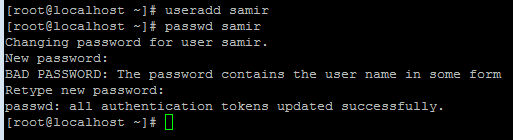 [root@localhost ~]# useradd samir
[root@localhost ~]# passwd samir
Changing password for user samir.
New password:
BAD PASSWORD: The password contains the user name in some form
Retype new password:
passwd: all authentication tokens updated successfully.
[root@localhost ~]#